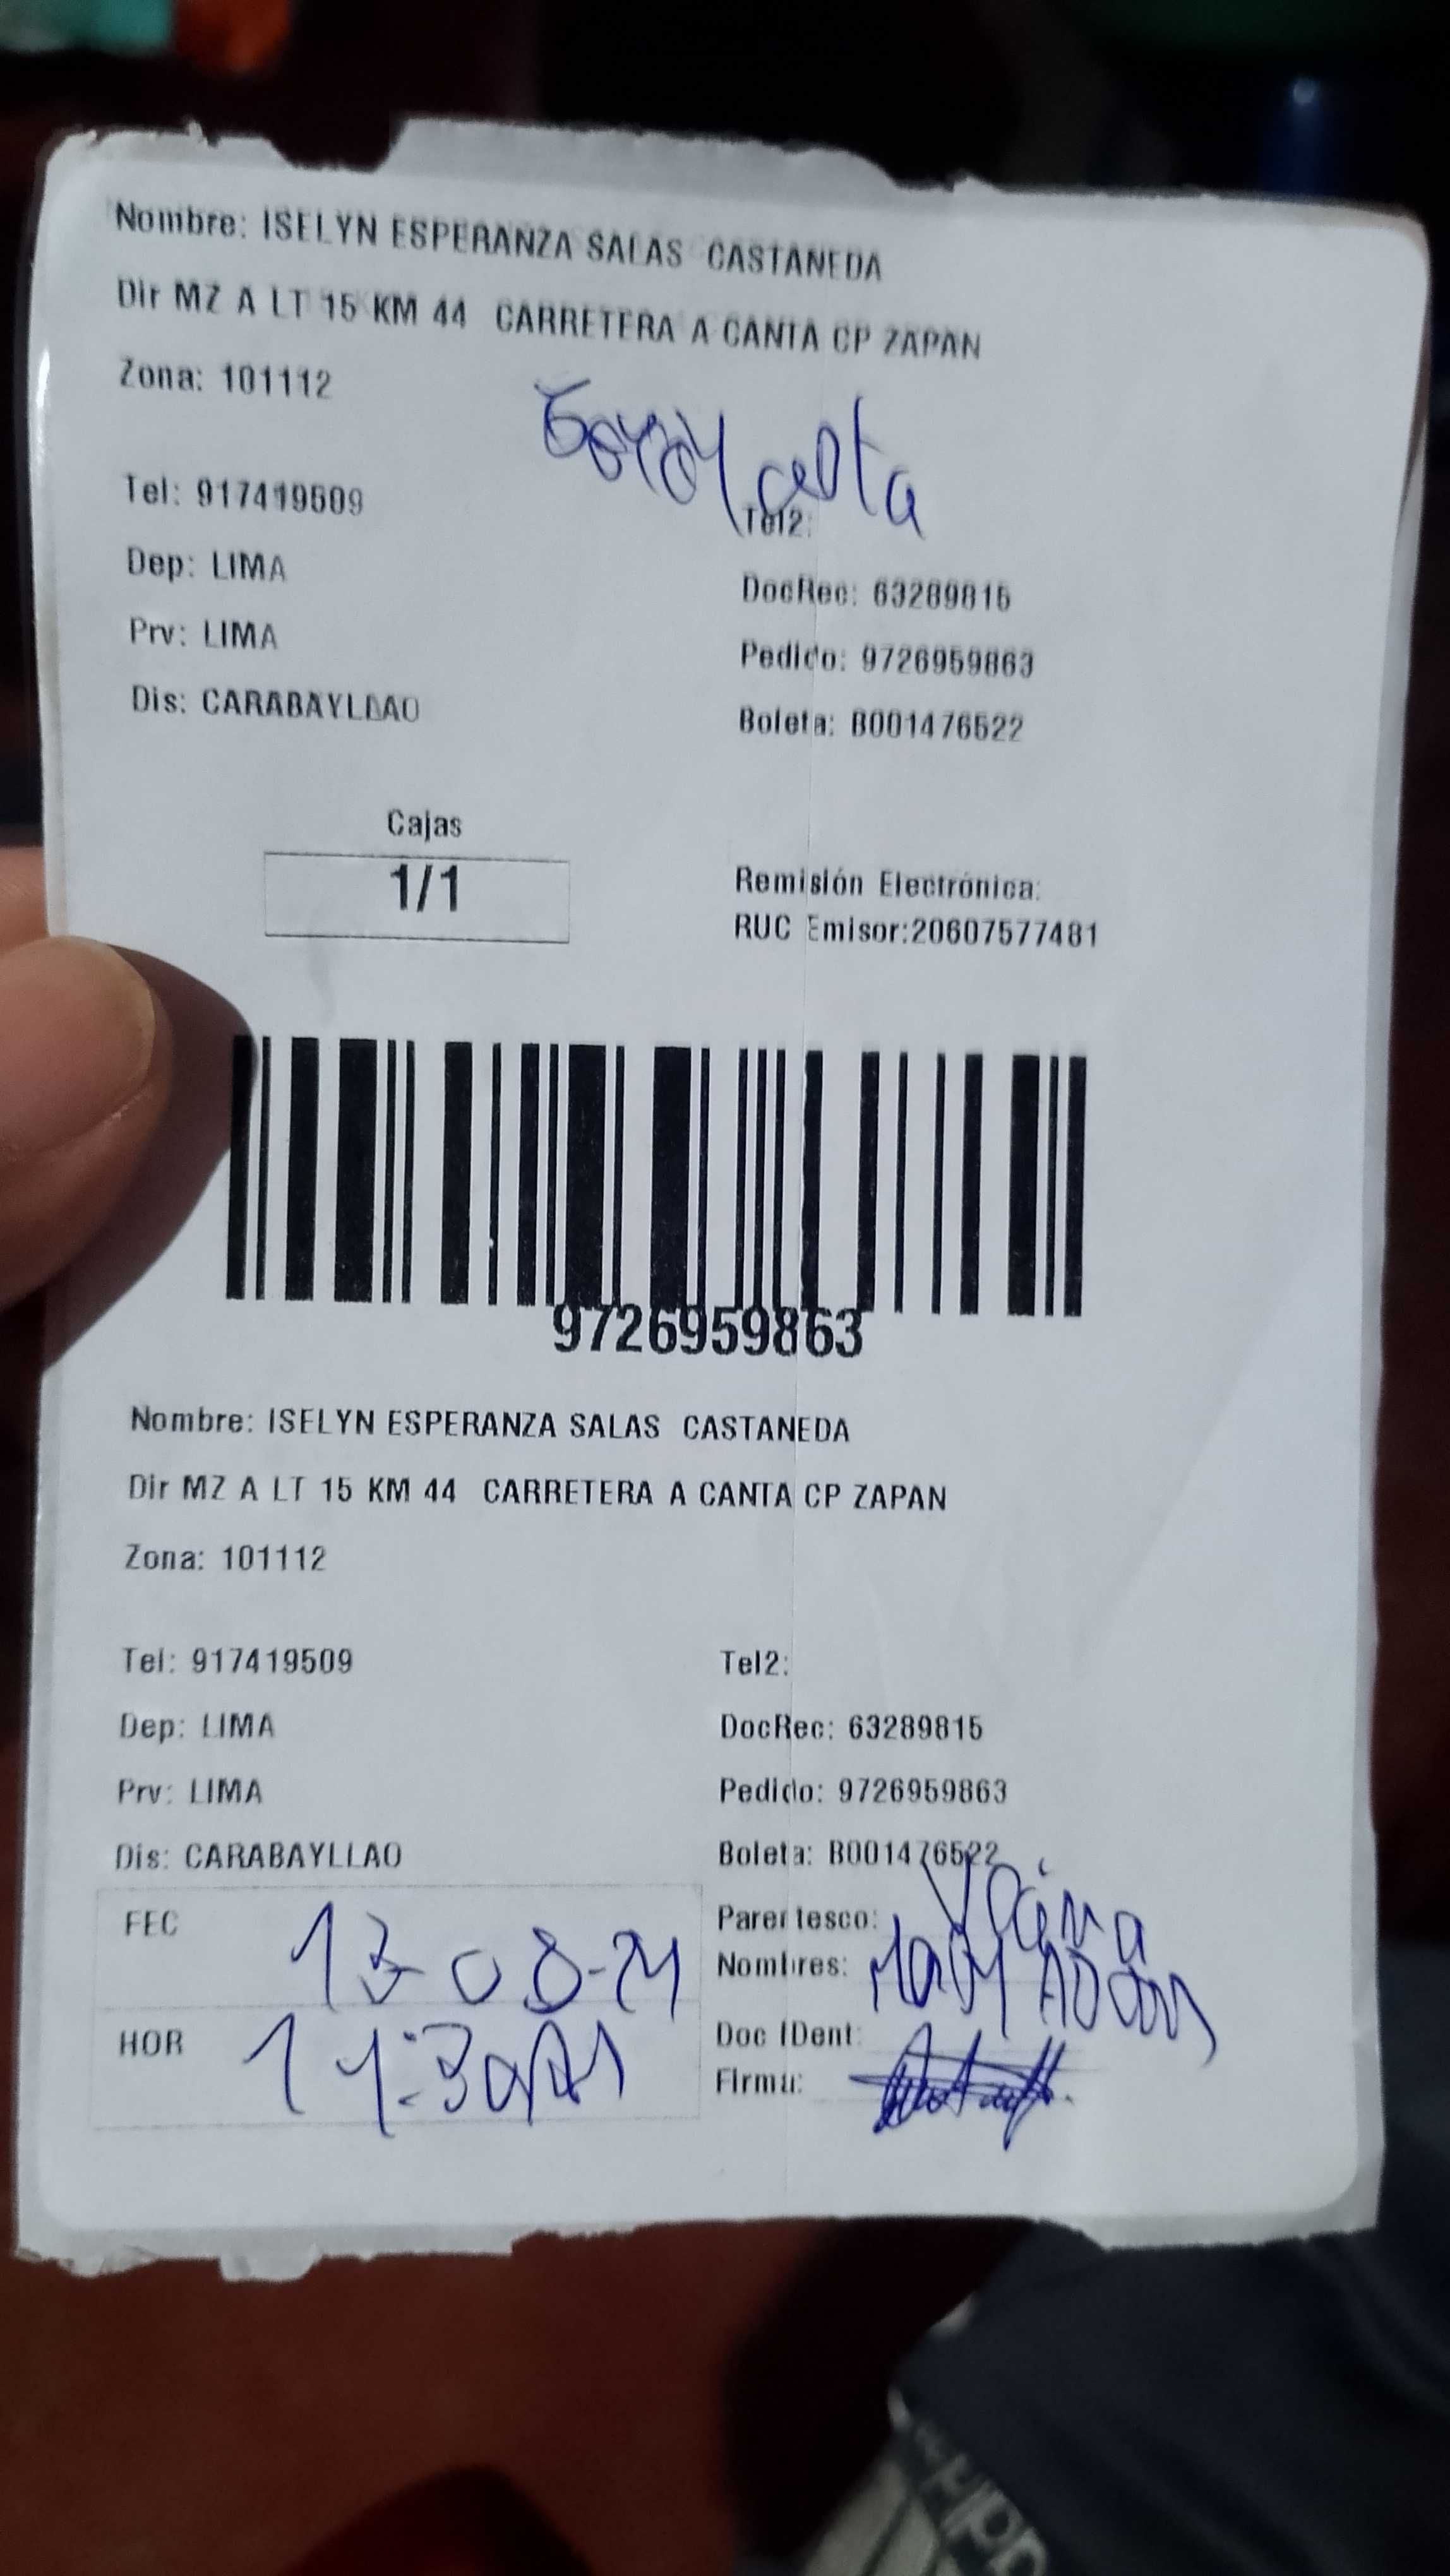 Nombre: ISELYN ESPERANZA SALAS CASTANEDA
Dir MZ A LT 15 KM 44 CARRETERA A CANTA CP ZAPAN
Zona: 101112
Tel: 917419509
Tel2:
Dep: LIMA
DocRec: 63289815
Prv: LIMA
Pedido: 9726959863
Dis: CARABAYLLAO
Boleta: B001476522
Cajas
1/1
Remisión Electrónica:
RUC Emisor:20607577481
9726959863
Nombre: ISELYN ESPERANZA SALAS CASTANEDA
Dir MZ A LT 15 KM 44 CARRETERA A CANTA CP ZAPAN
Zona: 101112
Tel: 917419509
Tel2:
Dep: LIMA
DocRec: 63289815
Prv: LIMA
Pedido: 9726959863
Dis: CARABAYLLAO
Boleta: B001476522
FEC
Parentesco: Vecina
Nombres:
HOR
Doc IDent:
Firma: